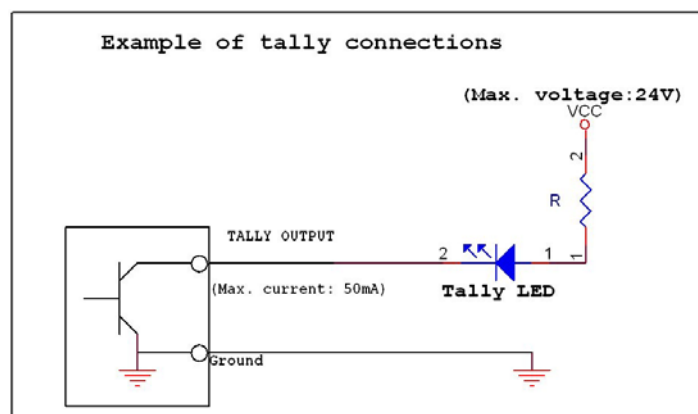 Example of tally connections
(Max. voltage:24V)
VCC
2
R
1
TALLY OUTPUT
2
1
(Max. current: 50mA)
Tally LED
Ground